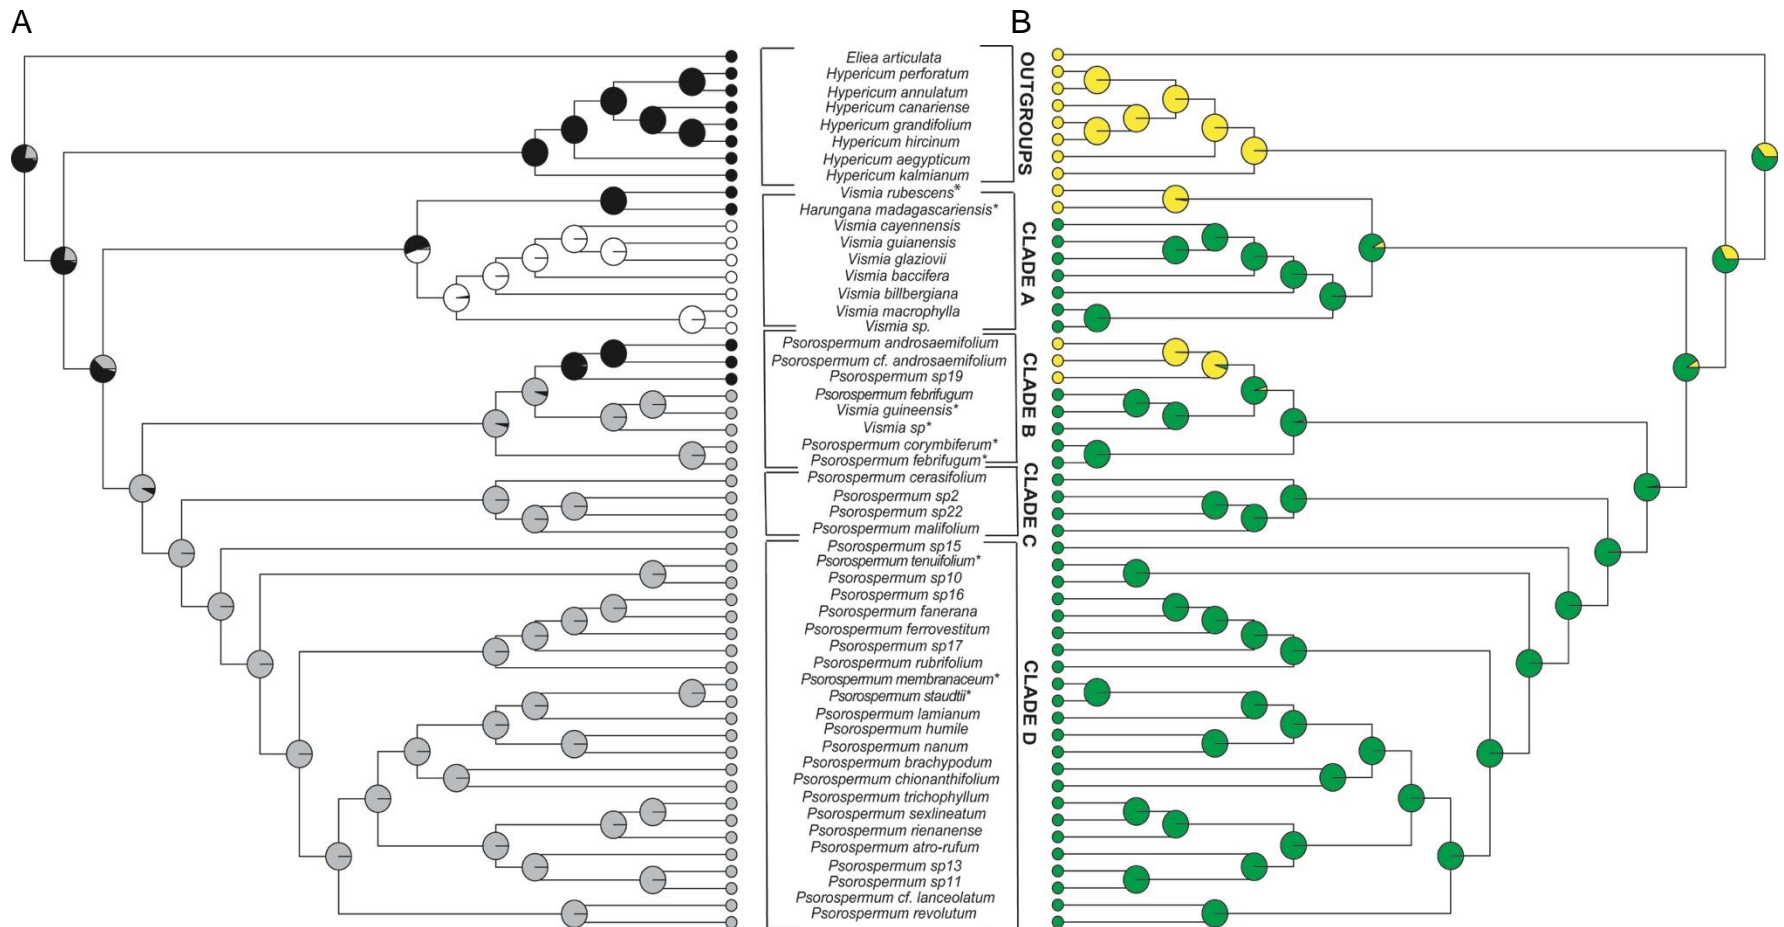 A
B
Eliea articulata
Hypericum perforatum
Hypericum annulatum
Hypericum canariense
Hypericum grandifolium
Hypericum hircinum
Hypericum aegypticum
Hypericum kalmianum
OUTGROUPS
Vismia rubescens*
Harungana madagascariensis*
Vismia cayennensis
Vismia guianensis
Vismia glaziovii
Vismia baccifera
Vismia billbergiana
Vismia macrophylla
Vismia sp.
CLADE A
Psorospermum androsaemifolium
Psorospermum cf. androsaemifolium
Psorospermum sp19
Psorospermum febrifugum
Vismia guineensis*
Vismia sp*
Psorospermum corymbiferum*
Psorospermum febrifugum*
CLADE B
Psorospermum cerasifolium
Psorospermum sp2
Psorospermum sp22
Psorospermum malifolium
CLADE C
Psorospermum sp15
Psorospermum tenuifolium*
Psorospermum sp10
Psorospermum sp16
Psorospermum fanerana
Psorospermum ferrovestitum
Psorospermum sp17
Psorospermum rubrifolium
Psorospermum membranaceum*
Psorospermum staudtii*
Psorospermum lamianum
Psorospermum humile
Psorospermum nanum
Psorospermum brachypodum
Psorospermum chionanthifolium
Psorospermum trichophyllum
Psorospermum sexlineatum
Psorospermum rienanense
Psorospermum atro-rufum
Psorospermum sp13
Psorospermum sp11
Psorospermum cf. lanceolatum
Psorospermum revolutum
CLADE D